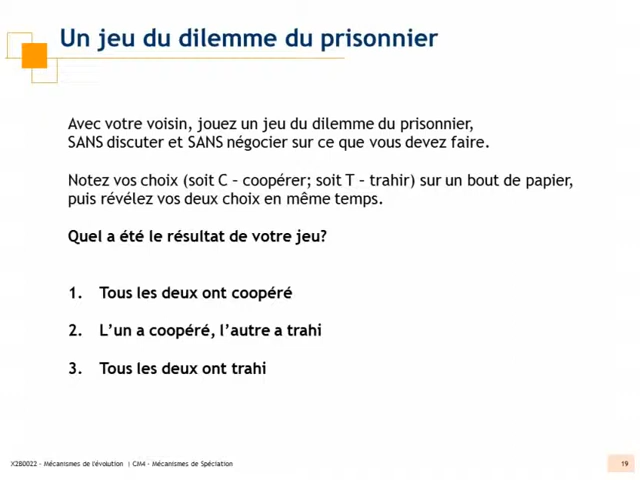 Un jeu du dilemme du prisonnier
Avec votre voisin, jouez un jeu du dilemme du prisonnier,
SANS discuter et SANS négocier sur ce que vous devez faire.
Notez vos choix (soit C – coopérer; soit T – trahir) sur un bout de papier,
puis révélez vos deux choix en même temps.
Quel a été le résultat de votre jeu?
1. Tous les deux ont coopéré
2. L’un a coopéré, l’autre a trahi
3. Tous les deux ont trahi
X2B0022 – Mécanismes de l'évolution | CM4 – Mécanismes de Spéciation
19